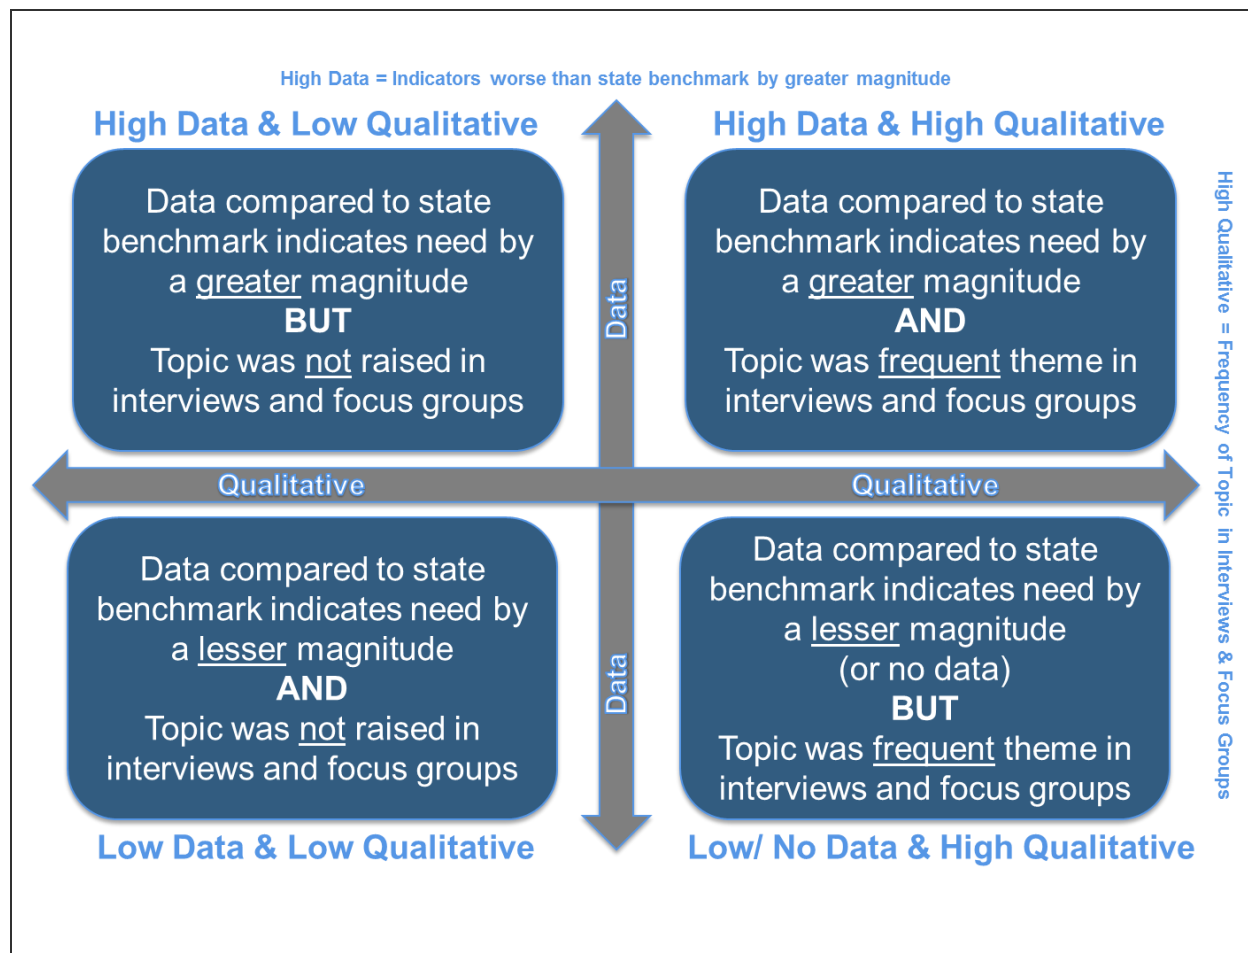 High Data = Indicators worse than state benchmark by greater magnitude
High Data & Low Qualitative
Data compared to state
benchmark indicates need by
a greater magnitude
BUT
Topic was not raised in
interviews and focus groups
High Data & High Qualitative
Data compared to state
benchmark indicates need by
a greater magnitude
AND
Topic was frequent theme in
interviews and focus groups
Data
High Qualitative = Frequency of Topic in Interviews & Focus Groups
Qualitative
Qualitative
Data compared to state
benchmark indicates need by
a lesser magnitude
AND
Topic was not raised in
interviews and focus groups
Low Data & Low Qualitative
Data
Data compared to state
benchmark indicates need by
a lesser magnitude
(or no data)
BUT
Topic was frequent theme in
interviews and focus groups
Low/ No Data & High Qualitative